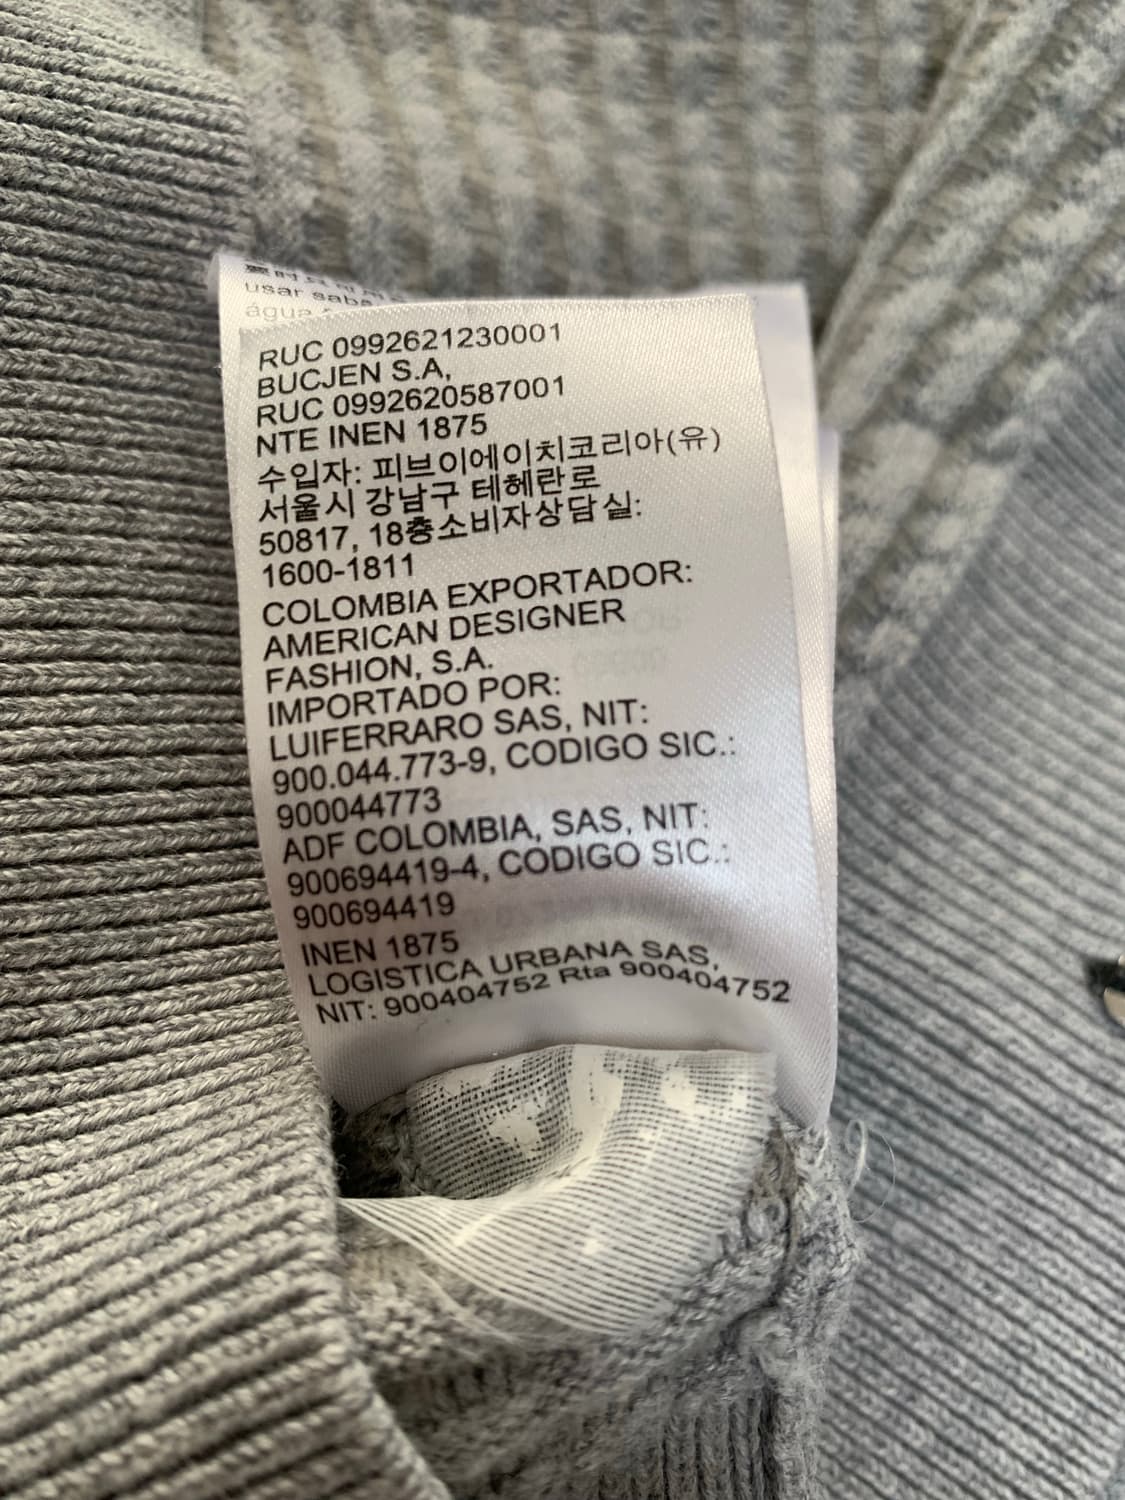 usar
água
RUC 0992621230001
BUCJEN S.A,
RUC 0992620587001
NTE INEN 1875
수입자: 피브이에이치코리아(유)
서울시 강남구 테헤란로
50817, 18층소비자상담실:
1600-1811
COLOMBIA EXPORTADOR:
AMERICAN DESIGNER
FASHION, S.A.
IMPORTADO POR:
LUIFERRARO SAS, NIT:
900.044.773-9, CODIGO SIC.:
900044773
ADF COLOMBIA, SAS, NIT:
900694419-4, CODIGO SIC.:
900694419
INEN 1875
LOGISTICA URBANA SAS,
NIT: 900404752 Rta 900404752